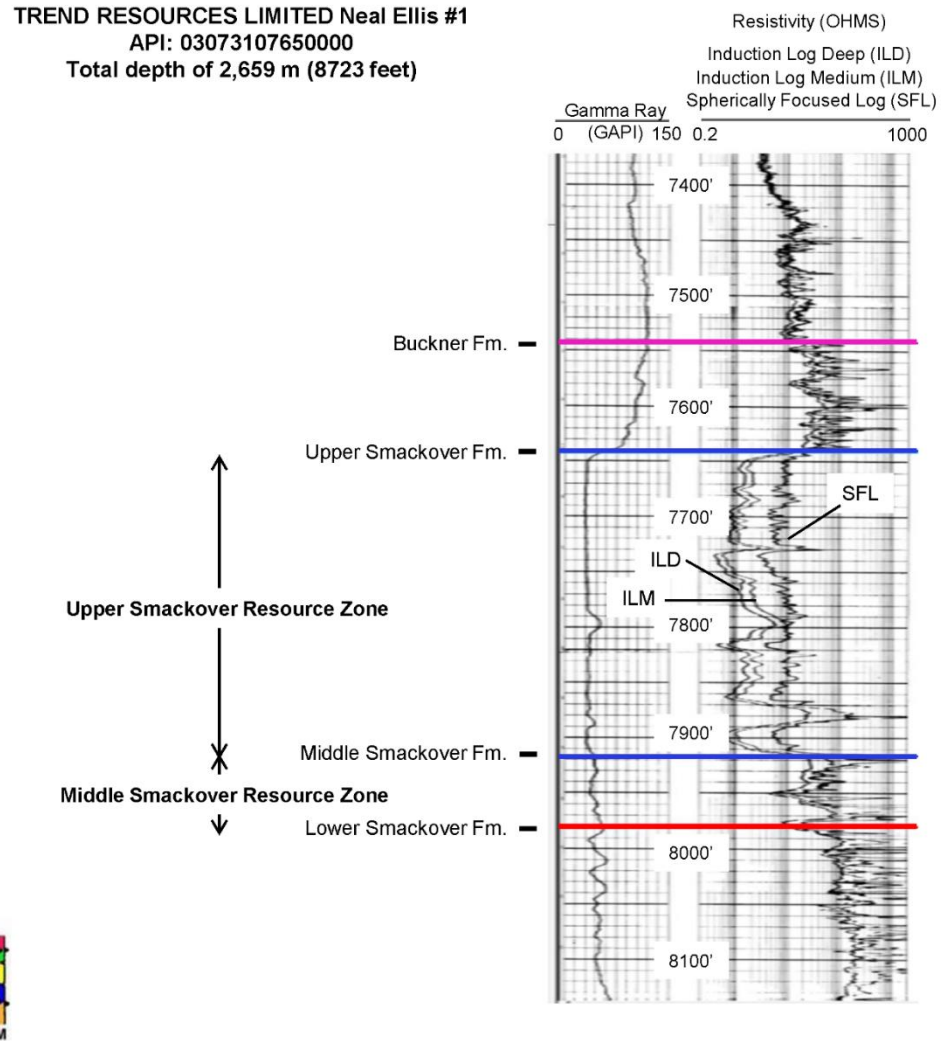 TREND RESOURCES LIMITED Neal Ellis #1
API: 03073107650000
Total depth of 2,659 m (8723 feet)
Resistivity (OHMS)
Induction Log Deep (ILD)
Induction Log Medium (ILM)
Spherically Focused Log (SFL)
Gamma Ray
0 (GAPI) 150 0.2 1000
7400'
7500'
Buckner Fm.
7600'
Upper Smackover Fm.
SFL
7700'
ILD
ILM
Upper Smackover Resource Zone
7800'
7900'
Middle Smackover Fm.
Middle Smackover Resource Zone
Lower Smackover Fm.
8000'
8100'
M